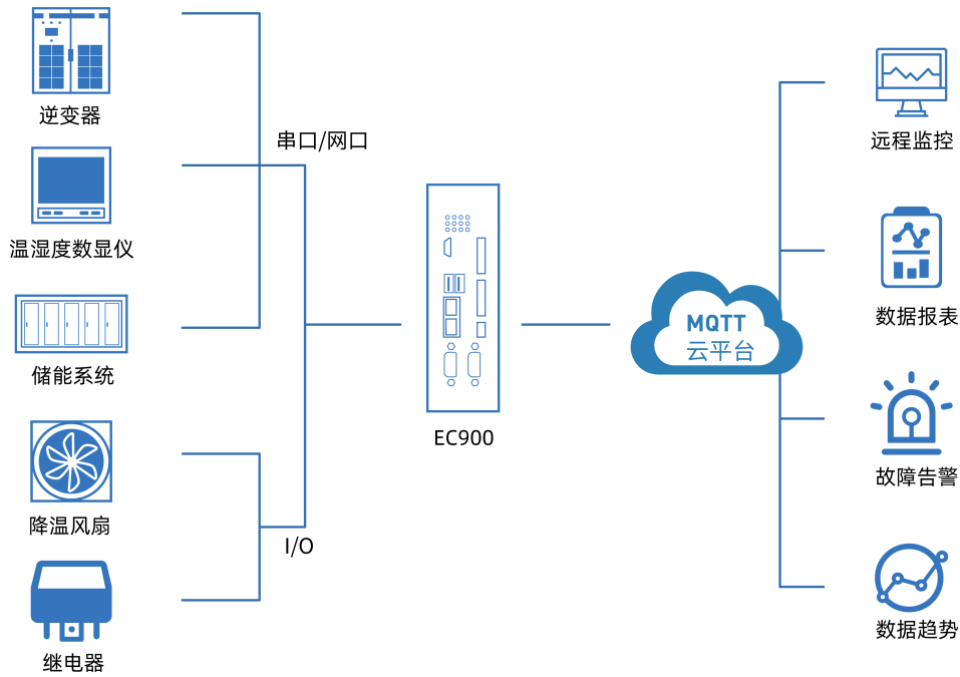 逆变器
温湿度数显仪
储能系统
降温风扇
继电器
串口/网口
I/O
EC900
MQTT
云平台
远程监控
数据报表
故障告警
数据趋势